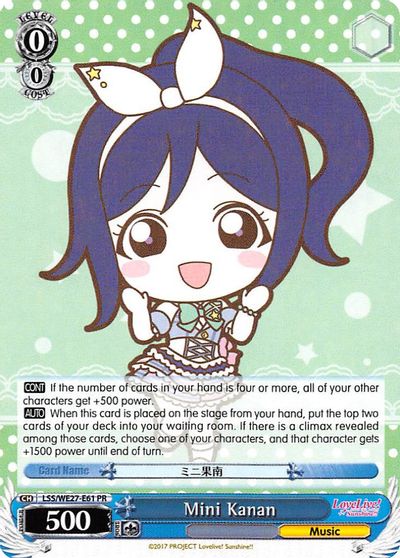 LEVEL
0
0
COST
CONT If the number of cards in your hand is four or more, all of your other
characters get +500 power.
AUTO When this card is placed on the stage from your hand, put the top two
cards of your deck into your waiting room. If there is a climax revealed
among those cards, choose one of your characters, and that character gets
+1500 until end of turn.
Card Name ミニ果南
CH LSS/WE27-E61 PR
500
Mini Kanan
LoveLive!
Sunshine!!
Music
©2017 PROJECT Lovelive! Sunshine!!